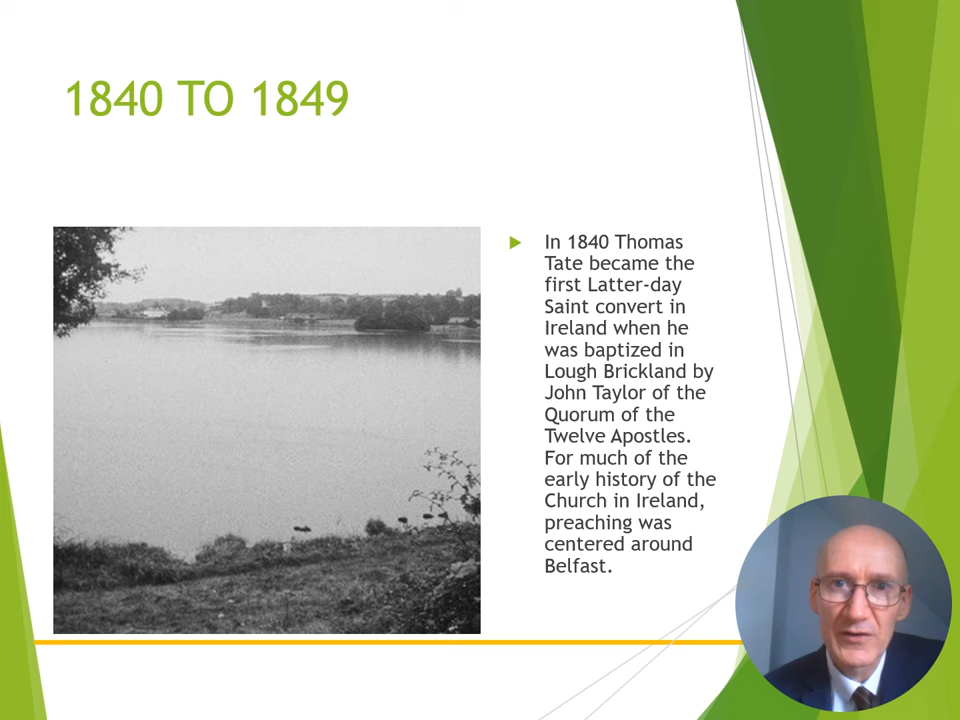 1840 TO 1849
In 1840 Thomas
Tate became the
first Latter-day
Saint convert in
Ireland when he
was baptized in
Lough Brickland by
John Taylor of the
Quorum of the
Twelve Apostles.
For much of the
early history of the
Church in Ireland,
preaching was
centered around
Belfast.